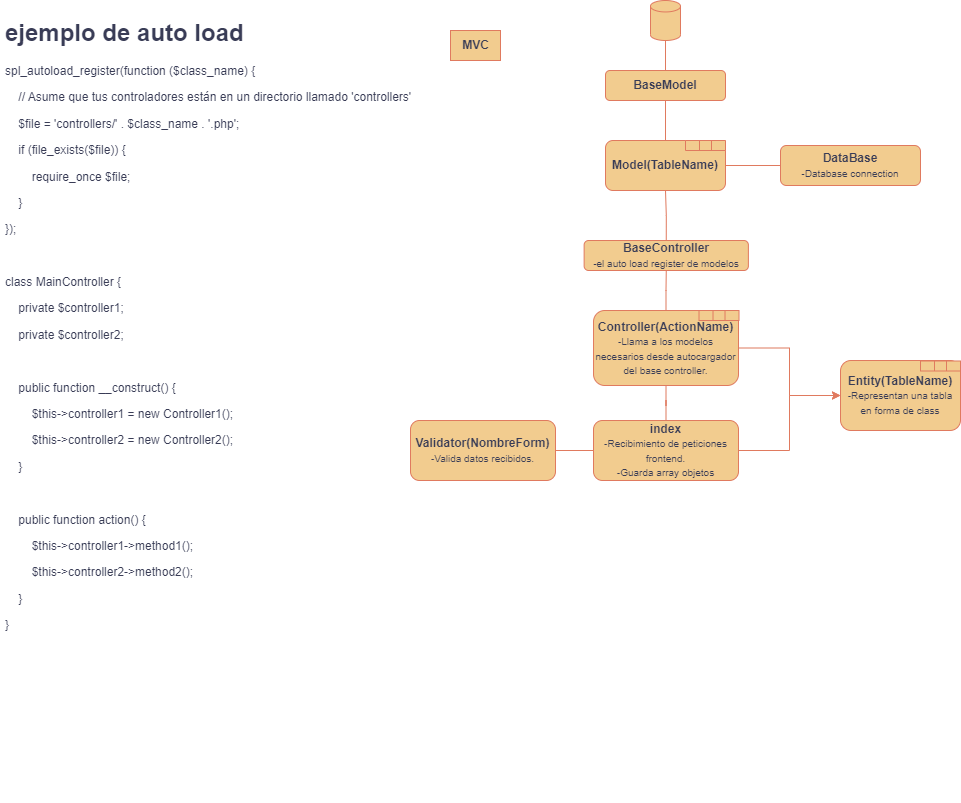 ejemplo de auto load
spl_autoload_register(function ($class_name) {
// Asume que tus controladores están en un directorio llamado 'controllers'
$file = 'controllers/' . $class_name . '.php';
if (file_exists($file)) {
require_once $file;
}
});
class MainController {
private $controller1;
private $controller2;
public function __construct() {
$this->controller1 = new Controller1();
$this->controller2 = new Controller2();
}
public function action() {
$this->controller1->method1();
$this->controller2->method2();
}
}
MVC
BaseModel
Model(TableName)
DataBase
-Database connection
BaseController
-el auto load register de modelos
Controller(ActionName)
-Llama a los modelos
necesarios desde autocargador
del base controller.
Entity(TableName)
-Representan una tabla
en forma de class
Validator(NombreForm)
-Valida datos recibidos.
index
-Recibimiento de peticiones
frontend.
-Guarda array objetos